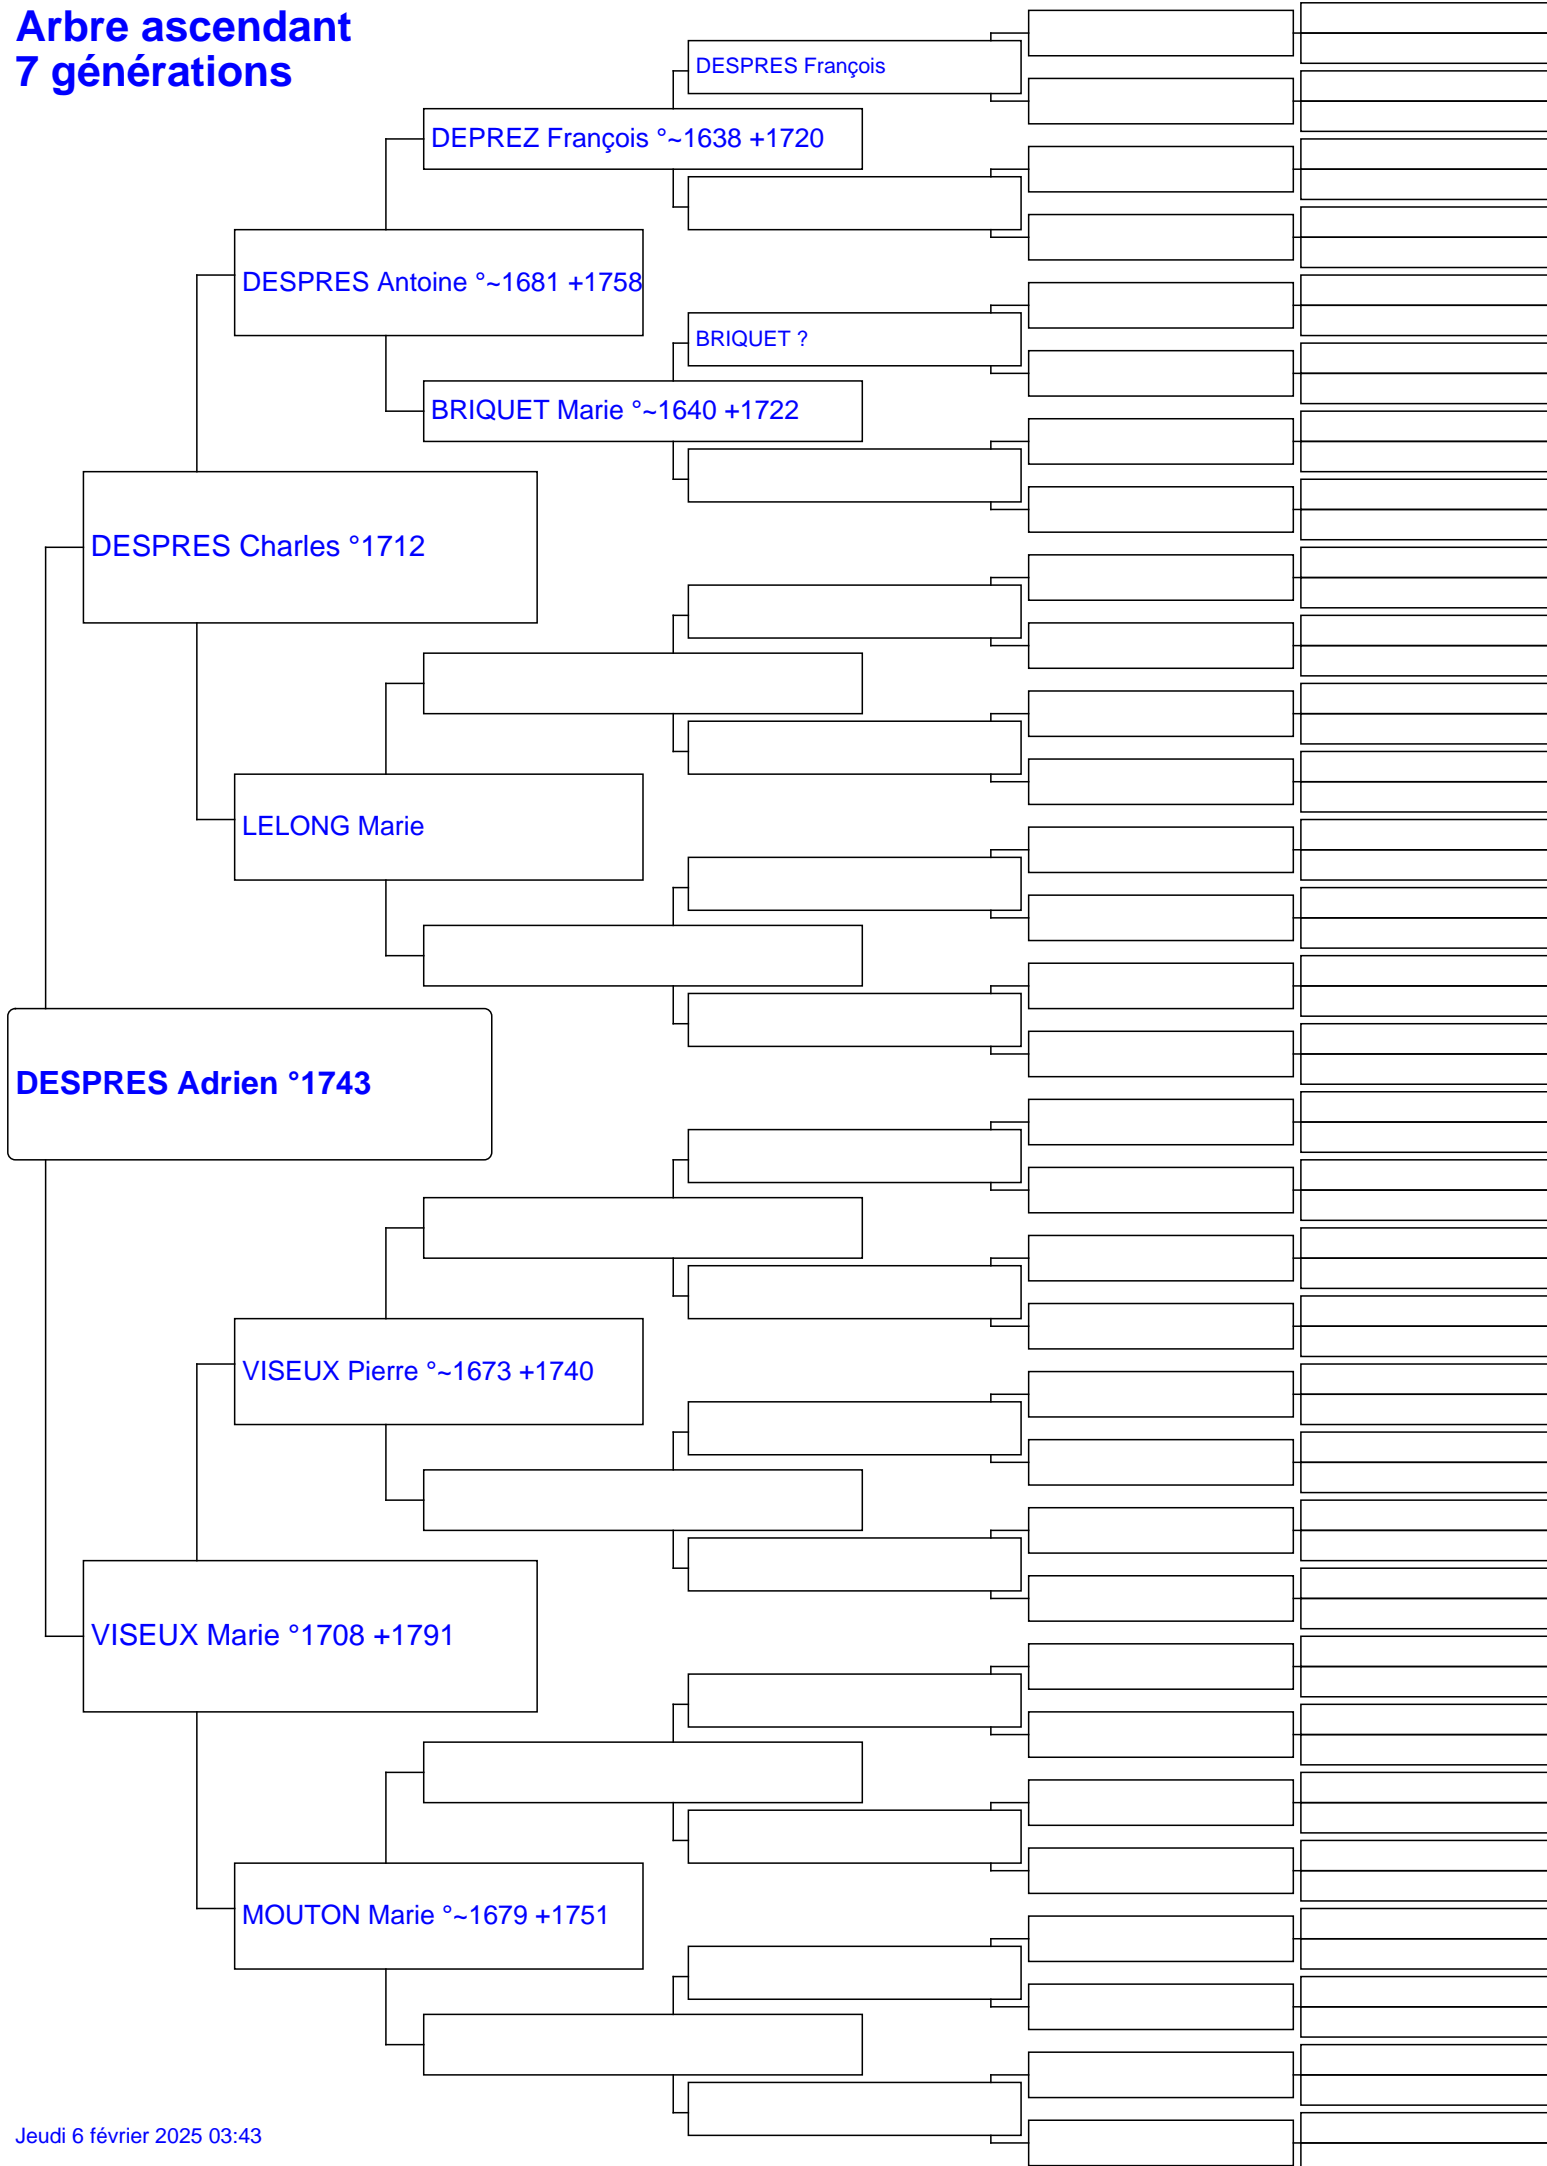 Arbre ascendant
7 générations
DESPRES François
DEPREZ François °~1638 +1720
DESPRES Antoine °~1681 +1758
BRIQUET ?
BRIQUET Marie °~1640 +1722
DESPRES Charles °1712
LELONG Marie
DESPRES Adrien °1743
VISEUX Pierre °~1673 +1740
VISEUX Marie °1708 +1791
MOUTON Marie °~1679 +1751
Jeudi 6 février 2025 03:43